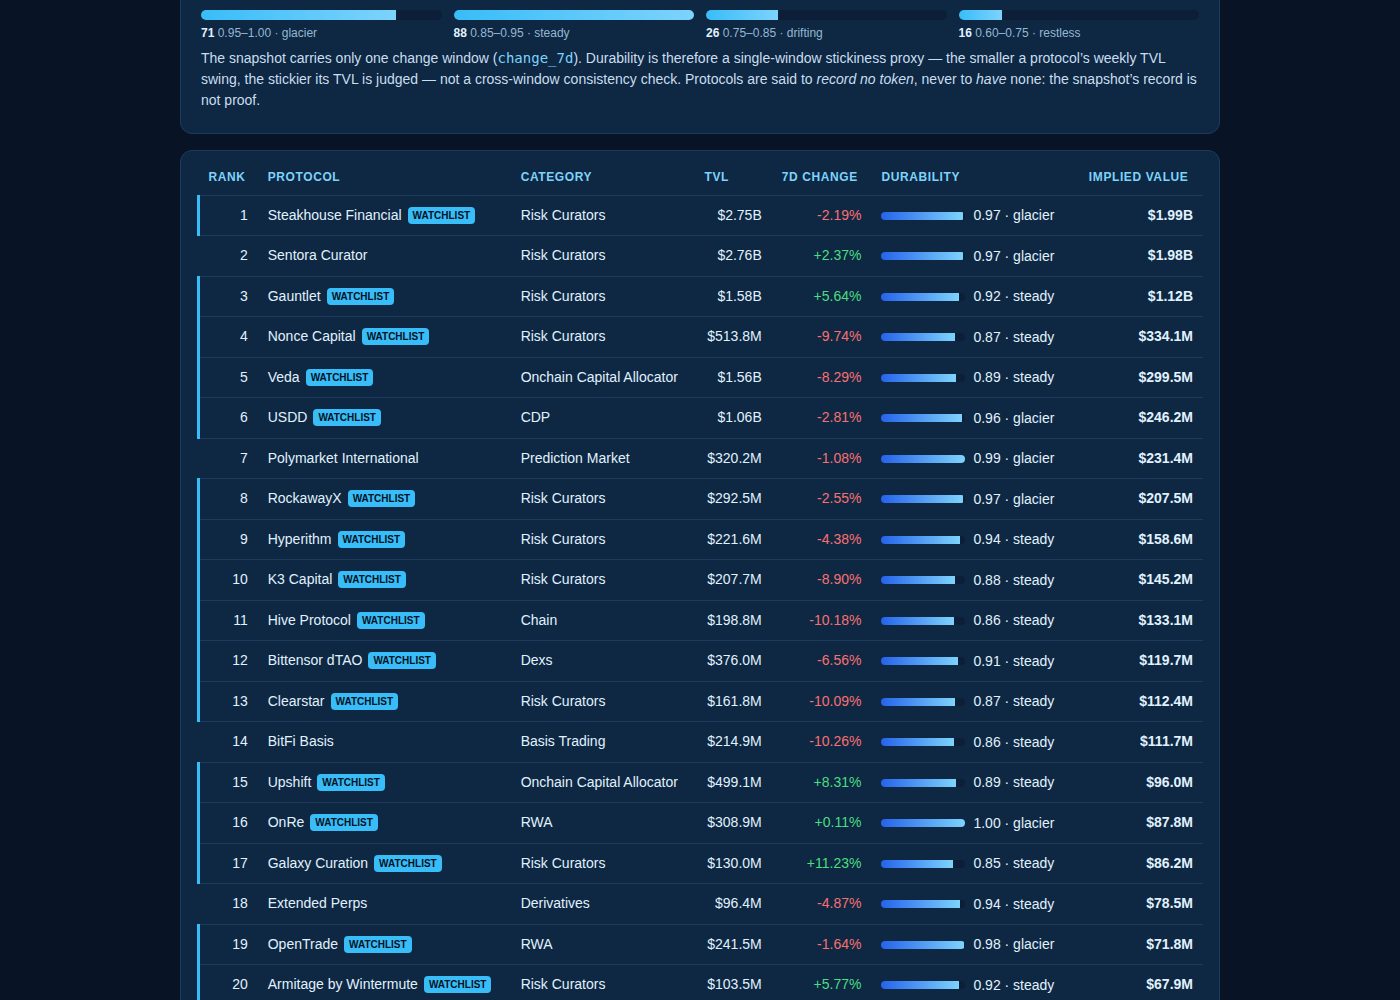 71 0.95–1.00 · glacier 88 0.85–0.95 · steady 26 0.75–0.85 · drifting 16 0.60–0.75 · restless
The snapshot carries only one change window (change_7d). Durability is therefore a single-window stickiness proxy — the smaller a protocol’s weekly TVL
swing, the stickier its TVL is judged — not a cross-window consistency check. Protocols are said to record no token, never to have none: the snapshot’s record is
not proof.
RANK PROTOCOL CATEGORY TVL 7D CHANGE DURABILITY IMPLIED VALUE
1 Steakhouse Financial WATCHLIST Risk Curators $2.75B -2.19% 0.97 · glacier $1.99B
2 Sentora Curator Risk Curators $2.76B +2.37% 0.97 · glacier $1.98B
3 Gauntlet WATCHLIST Risk Curators $1.58B +5.64% 0.92 · steady $1.12B
4 Nonce Capital WATCHLIST Risk Curators $513.8M -9.74% 0.87 · steady $334.1M
5 Veda WATCHLIST Onchain Capital Allocator $1.56B -8.29% 0.89 · steady $299.5M
6 USDD WATCHLIST CDP $1.06B -2.81% 0.96 · glacier $246.2M
7 Polymarket International Prediction Market $320.2M -1.08% 0.99 · glacier $231.4M
8 RockawayX WATCHLIST Risk Curators $292.5M -2.55% 0.97 · glacier $207.5M
9 Hyperithm WATCHLIST Risk Curators $221.6M -4.38% 0.94 · steady $158.6M
10 K3 Capital WATCHLIST Risk Curators $207.7M -8.90% 0.88 · steady $145.2M
11 Hive Protocol WATCHLIST Chain $198.8M -10.18% 0.86 · steady $133.1M
12 Bittensor dTAO WATCHLIST Dexs $376.0M -6.56% 0.91 · steady $119.7M
13 Clearstar WATCHLIST Risk Curators $161.8M -10.09% 0.87 · steady $112.4M
14 BitFi Basis Basis Trading $214.9M -10.26% 0.86 · steady $111.7M
15 Upshift WATCHLIST Onchain Capital Allocator $499.1M +8.31% 0.89 · steady $96.0M
16 OnRe WATCHLIST RWA $308.9M +0.11% 1.00 · glacier $87.8M
17 Galaxy Curation WATCHLIST Risk Curators $130.0M +11.23% 0.85 · steady $86.2M
18 Extended Perps Derivatives $96.4M -4.87% 0.94 · steady $78.5M
19 OpenTrade WATCHLIST RWA $241.5M -1.64% 0.98 · glacier $71.8M
20 Armitage by Wintermute WATCHLIST Risk Curators $103.5M +5.77% 0.92 · steady $67.9M